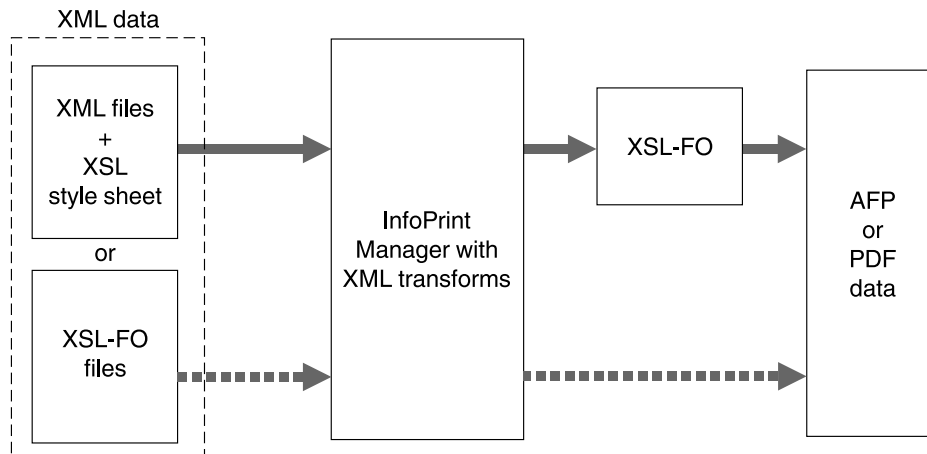 XML data
XML files
+
XSL
style sheet
or
XSL-FO
files
InfoPrint
Manager with
XML transforms
XSL-FO
AFP
or
PDF
data